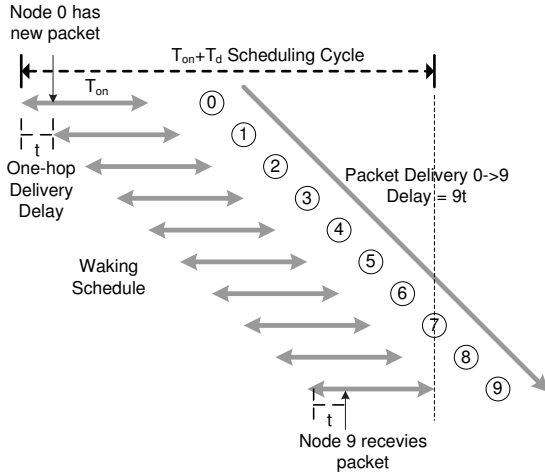 Node 0 has
new packet
Ton+Td Scheduling Cycle
Ton
0
1
t
One-hop
Delivery
Delay
2
Packet Delivery 0->9
Delay = 9t
3
4
Waking
Schedule
5
6
7
8
9
t
Node 9 recevies
packet